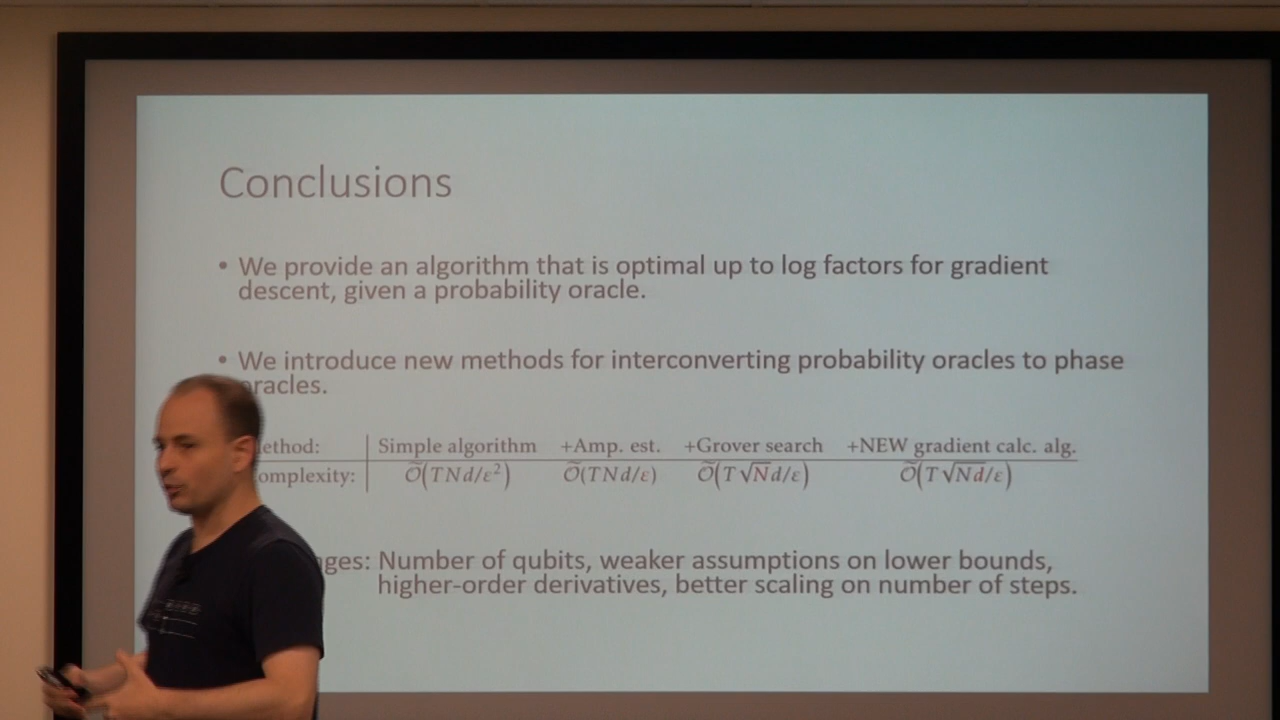 Conclusions
• We provide an algorithm that is optimal up to log factors for gradient
descent, given a probability oracle.
• We introduce new methods for interconverting probability oracles to phase
oracles.
ethod: Simple algorithm +Amp. est. +Grover search +NEW gradient calc. alg.
omplexity: Õ(TNd/ε²) Õ(TNd/ε) Õ(T√Nd/ε) Õ(T√Nd/ε)
nges: Number of qubits, weaker assumptions on lower bounds,
higher-order derivatives, better scaling on number of steps.